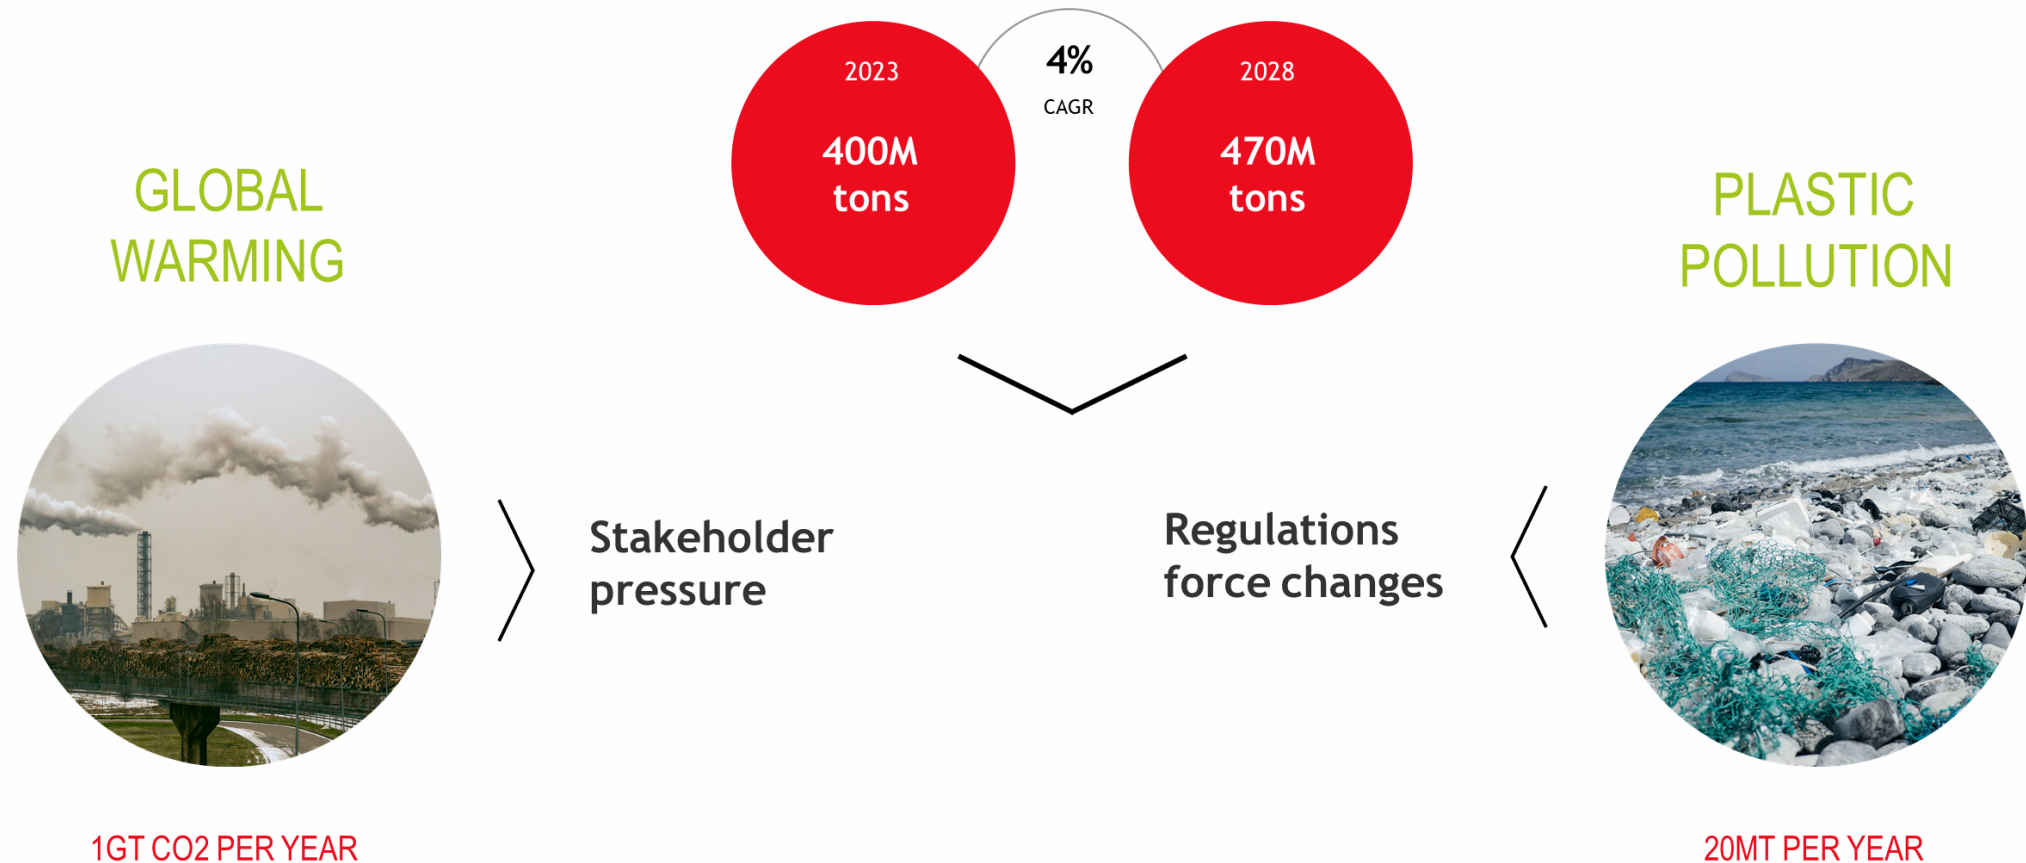 2023
400M
tons
4%
CAGR
2028
470M
tons
GLOBAL
WARMING
PLASTIC
POLLUTION
Stakeholder
pressure
Regulations
force changes
1GT CO2 PER YEAR
20MT PER YEAR